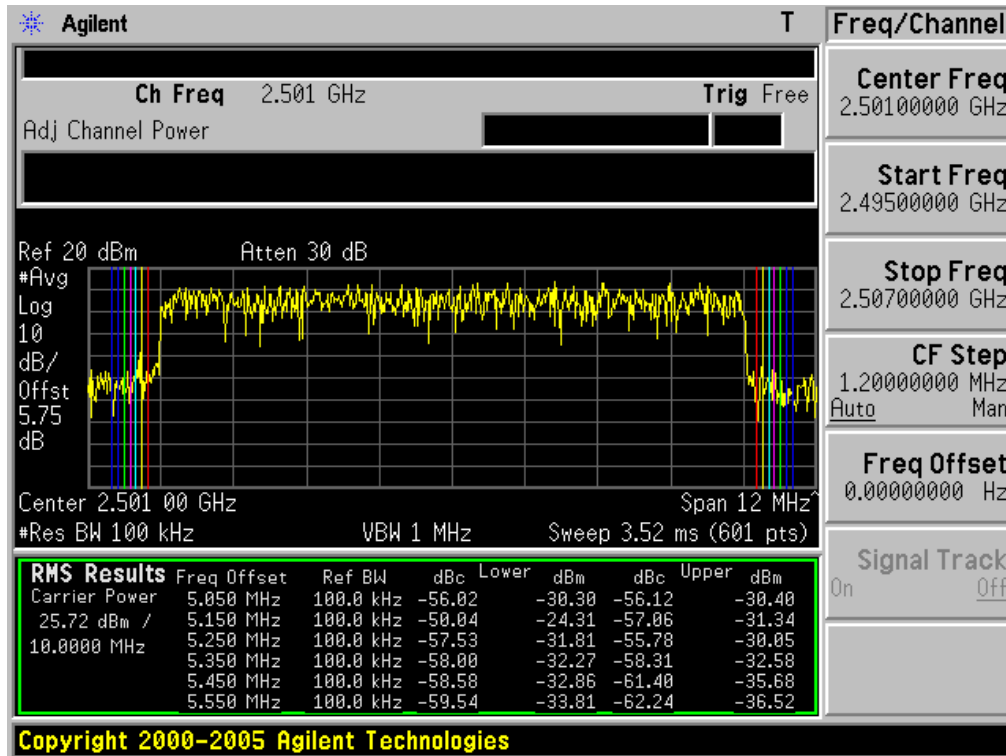 Agilent T
Freq/Channel
Ch Freq 2.501 GHz Trig Free
Adj Channel Power
Center Freq
2.50100000 GHz
Start Freq
2.49500000 GHz
Stop Freq
2.50700000 GHz
CF Step
1.20000000 MHz
Auto Man
Freq Offset
0.00000000 Hz
Signal Track
On Off
Ref 20 dBm Atten 30 dB
#Avg
Log
10
dB/
Offst
5.75
dB
Center 2.501 00 GHz Span 12 MHz^
#Res BW 100 kHz VBW 1 MHz Sweep 3.52 ms (601 pts)
RMS Results Freq Offset Ref BW dBc Lower dBm dBc Upper dBm
Carrier Power 5.050 MHz 100.0 kHz -56.02 -30.30 -56.12 -30.40
25.72 dBm / 5.150 MHz 100.0 kHz -50.04 -24.31 -57.06 -31.34
10.0000 MHz 5.250 MHz 100.0 kHz -57.53 -31.81 -55.78 -30.05
5.350 MHz 100.0 kHz -58.00 -32.27 -58.31 -32.58
5.450 MHz 100.0 kHz -58.58 -32.86 -61.40 -35.68
5.550 MHz 100.0 kHz -59.54 -33.81 -62.24 -36.52
Copyright 2000-2005 Agilent Technologies